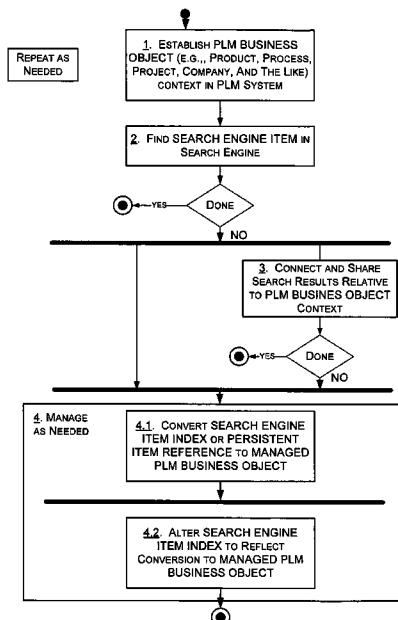 REPEAT AS
NEEDED
1. ESTABLISH PLM BUSINESS
OBJECT (E.G.,, PRODUCT, PROCESS,
PROJECT, COMPANY, AND THE LIKE)
CONTEXT IN PLM SYSTEM
2. FIND SEARCH ENGINE ITEM IN
SEARCH ENGINE
YES
DONE
NO
3. CONNECT AND SHARE
SEARCH RESULTS RELATIVE
TO PLM BUSINES OBJECT
CONTEXT
YES
DONE
NO
4. MANAGE
AS NEEDED
4.1. CONVERT SEARCH ENGINE
ITEM INDEX OR PERSISTENT
ITEM REFERENCE TO MANAGED
PLM BUSINESS OBJECT
4.2. ALTER SEARCH ENGINE
ITEM INDEX TO REFLECT
CONVERSION TO MANAGED PLM
BUSINESS OBJECT